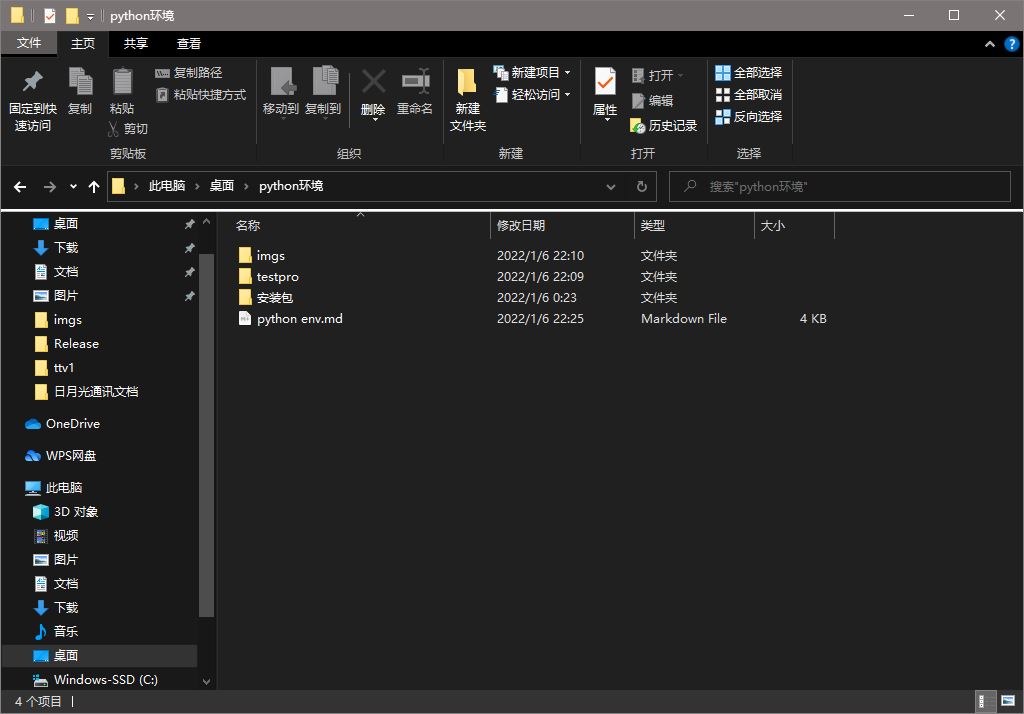 python环境
文件 主页 共享 查看
固定到快速访问
复制
粘贴
复制路径
粘贴快捷方式
剪切
剪贴板
移动到
复制到
删除
重命名
组织
新建文件夹
新建项目
轻松访问
新建
属性
打开
编辑
历史记录
打开
全部选择
全部取消
反向选择
选择
此电脑 › 桌面 › python环境
搜索"python环境"
桌面
下载
文档
图片
imgs
Release
ttv1
日月光通讯文档
OneDrive
WPS网盘
此电脑
3D 对象
视频
图片
文档
下载
音乐
桌面
Windows-SSD (C:)
名称 修改日期 类型 大小
imgs 2022/1/6 22:10 文件夹
testpro 2022/1/6 22:09 文件夹
安装包 2022/1/6 0:23 文件夹
python env.md 2022/1/6 22:25 Markdown File 4 KB
4 个项目